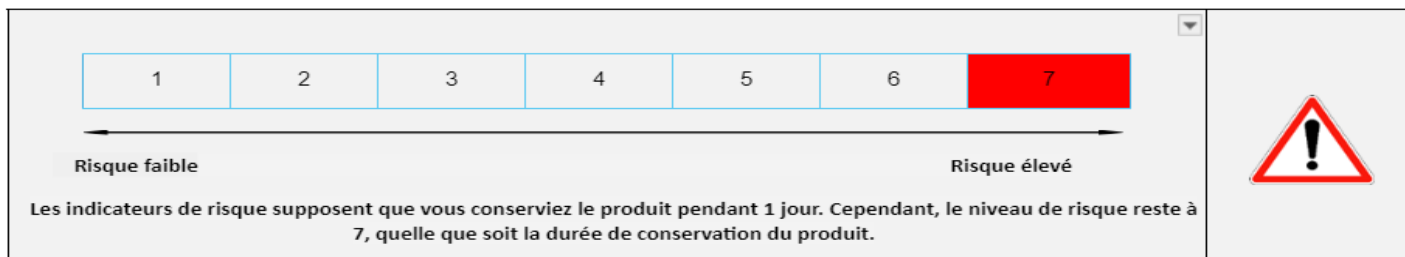 1 2 3 4 5 6 7
Risque faible Risque élevé
Les indicateurs de risque supposent que vous conserviez le produit pendant 1 jour. Cependant, le niveau de risque reste à
7, quelle que soit la durée de conservation du produit.